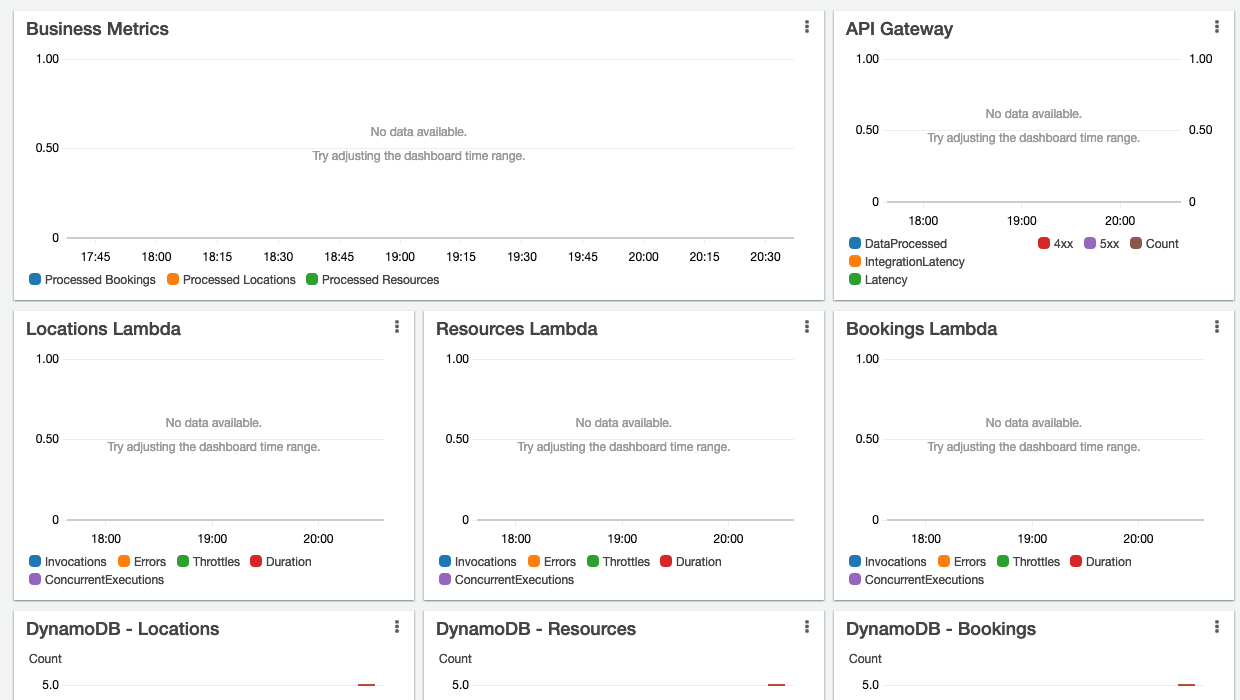 Business Metrics
1.00
No data available.
0.50
Try adjusting the dashboard time range.
0
17:45 18:00 18:15 18:30 18:45 19:00 19:15 19:30 19:45 20:00 20:15 20:30
Processed Bookings Processed Locations Processed Resources
API Gateway
1.00 1.00
No data available.
0.50 0.50
Try adjusting the dashboard time range.
0 0
18:00 19:00 20:00
DataProcessed 4xx 5xx Count
IntegrationLatency
Latency
Locations Lambda
1.00
No data available.
0.50
Try adjusting the dashboard time range.
0
18:00 19:00 20:00
Invocations Errors Throttles Duration
ConcurrentExecutions
Resources Lambda
1.00
No data available.
0.50
Try adjusting the dashboard time range.
0
18:00 19:00 20:00
Invocations Errors Throttles Duration
ConcurrentExecutions
Bookings Lambda
1.00
No data available.
0.50
Try adjusting the dashboard time range.
0
18:00 19:00 20:00
Invocations Errors Throttles Duration
ConcurrentExecutions
DynamoDB - Locations
Count
5.0
DynamoDB - Resources
Count
5.0
DynamoDB - Bookings
Count
5.0